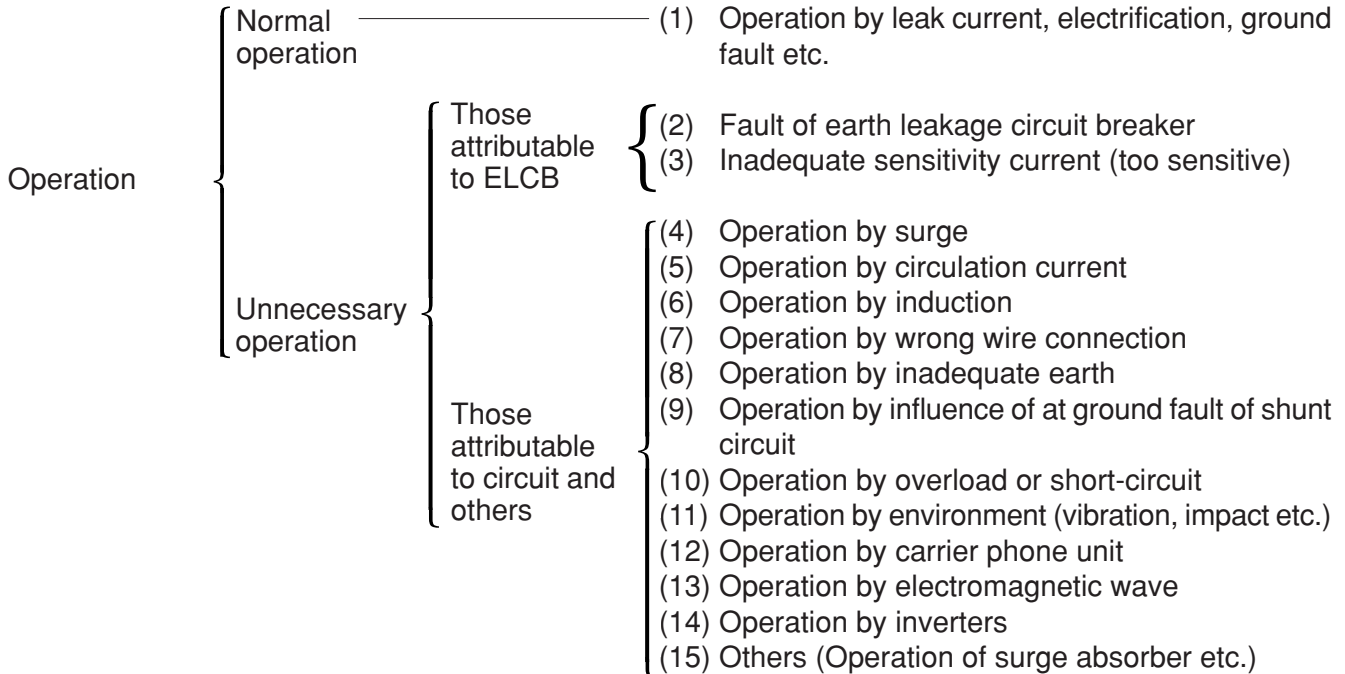 Operation
Normal
operation
(1) Operation by leak current, electrification, ground
fault etc.
Unnecessary
operation
Those
attributable
to ELCB
(2) Fault of earth leakage circuit breaker
(3) Inadequate sensitivity current (too sensitive)
Those
attributable
to circuit and
others
(4) Operation by surge
(5) Operation by circulation current
(6) Operation by induction
(7) Operation by wrong wire connection
(8) Operation by inadequate earth
(9) Operation by influence of at ground fault of shunt
circuit
(10) Operation by overload or short-circuit
(11) Operation by environment (vibration, impact etc.)
(12) Operation by carrier phone unit
(13) Operation by electromagnetic wave
(14) Operation by inverters
(15) Others (Operation of surge absorber etc.)